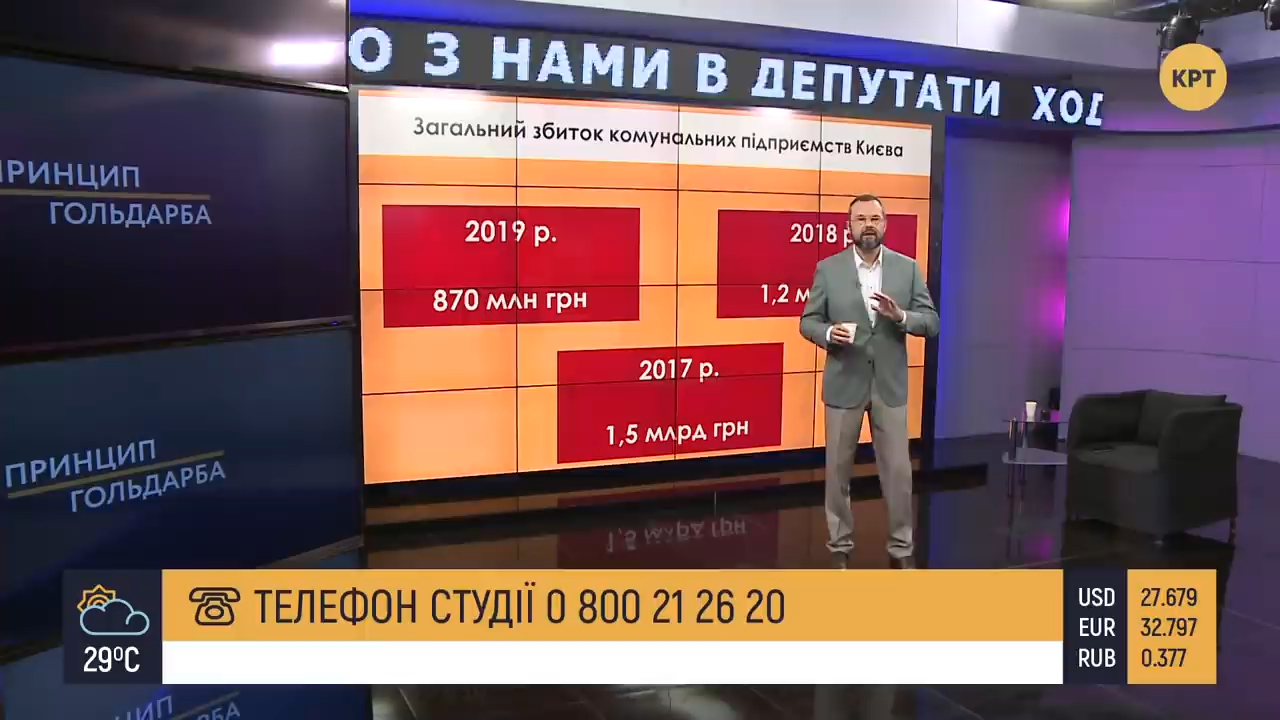 О З НАМИ В ДЕПУТАТИ ХОД
КРТ
Загальний збиток комунальних підприємств Києва
2019 р.
870 млн грн
2018 р
1,2 м
2017 р.
1,5 млрд грн
РИНЦИП
ГОЛЬДАРБА
ПРИНЦИП
ГОЛЬДАРБА
ТЕЛЕФОН СТУДІЇ 0 800 21 26 20
29°C
USD 27.679
EUR 32.797
RUB 0.377